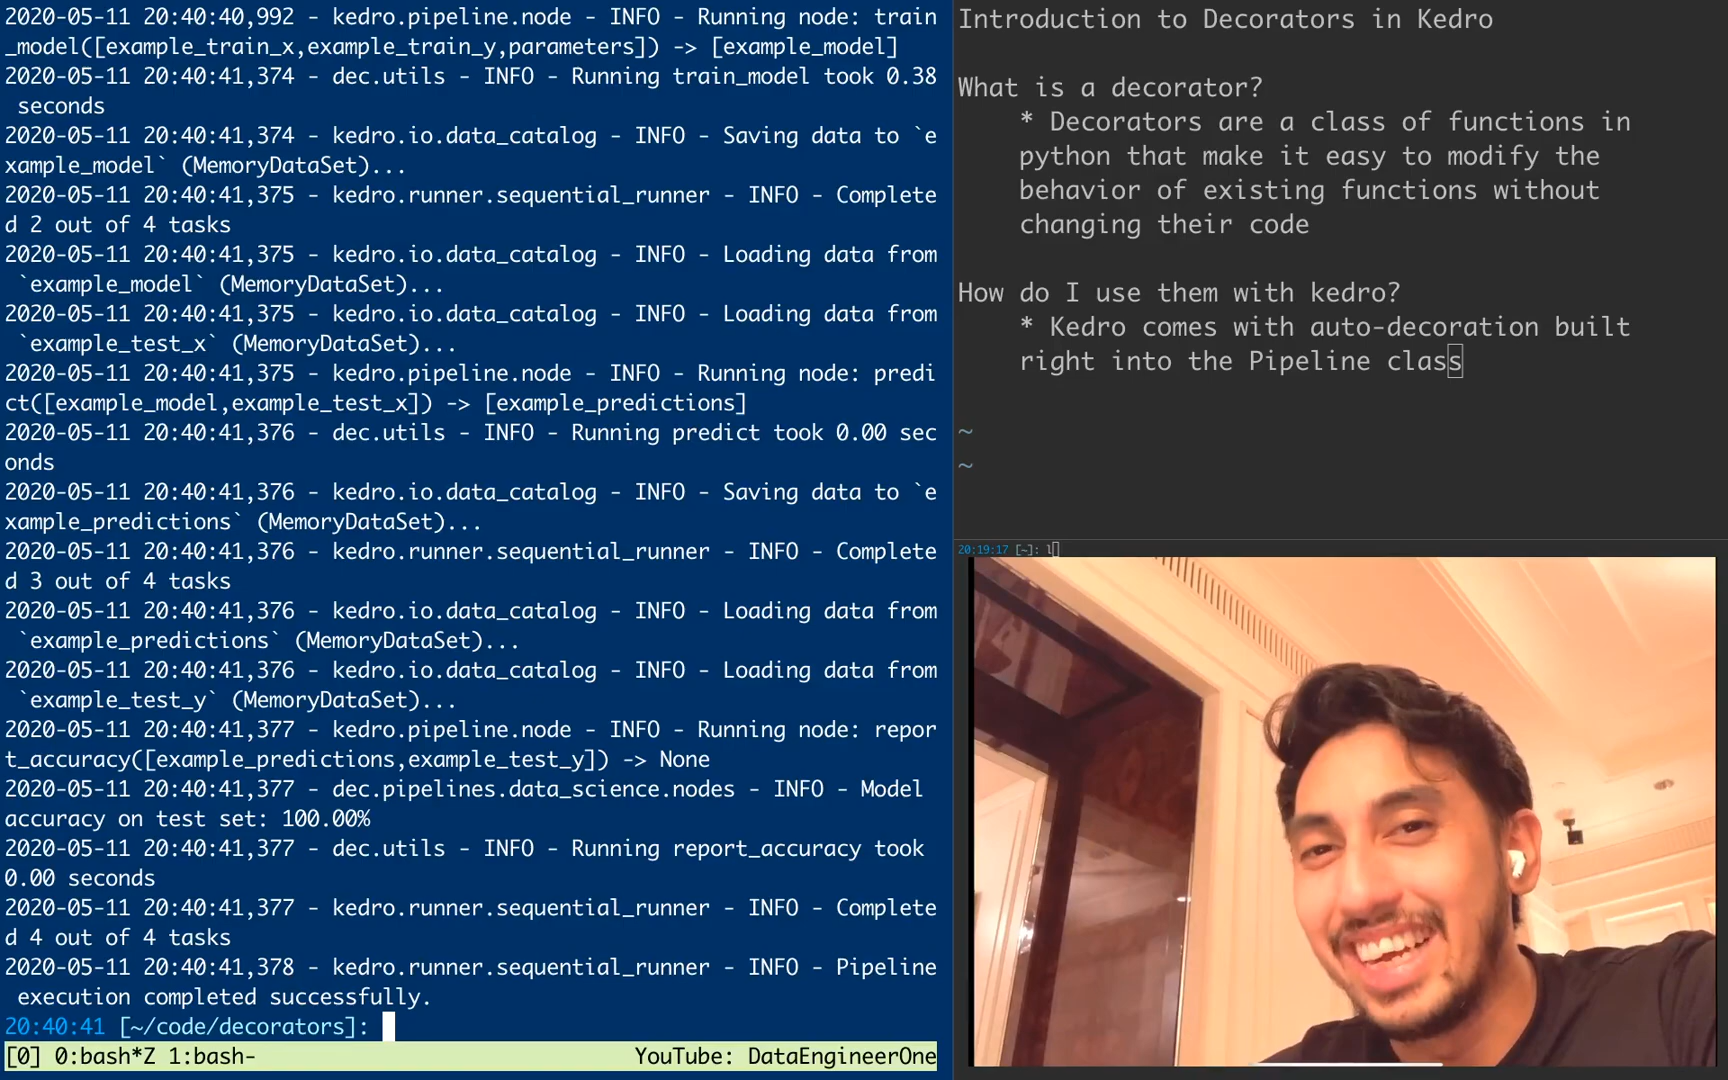 2020-05-11 20:40:40,992 - kedro.pipeline.node - INFO - Running node: train
_model([example_train_x,example_train_y,parameters]) -> [example_model]
2020-05-11 20:40:41,374 - dec.utils - INFO - Running train_model took 0.38
 seconds
2020-05-11 20:40:41,374 - kedro.io.data_catalog - INFO - Saving data to `e
xample_model` (MemoryDataSet)...
2020-05-11 20:40:41,375 - kedro.runner.sequential_runner - INFO - Complete
d 2 out of 4 tasks
2020-05-11 20:40:41,375 - kedro.io.data_catalog - INFO - Loading data from
 `example_model` (MemoryDataSet)...
2020-05-11 20:40:41,375 - kedro.io.data_catalog - INFO - Loading data from
 `example_test_x` (MemoryDataSet)...
2020-05-11 20:40:41,375 - kedro.pipeline.node - INFO - Running node: predi
ct([example_model,example_test_x]) -> [example_predictions]
2020-05-11 20:40:41,376 - dec.utils - INFO - Running predict took 0.00 sec
onds
2020-05-11 20:40:41,376 - kedro.io.data_catalog - INFO - Saving data to `e
xample_predictions` (MemoryDataSet)...
2020-05-11 20:40:41,376 - kedro.runner.sequential_runner - INFO - Complete
d 3 out of 4 tasks
2020-05-11 20:40:41,376 - kedro.io.data_catalog - INFO - Loading data from
 `example_predictions` (MemoryDataSet)...
2020-05-11 20:40:41,376 - kedro.io.data_catalog - INFO - Loading data from
 `example_test_y` (MemoryDataSet)...
2020-05-11 20:40:41,377 - kedro.pipeline.node - INFO - Running node: repor
t_accuracy([example_predictions,example_test_y]) -> None
2020-05-11 20:40:41,377 - dec.pipelines.data_science.nodes - INFO - Model
accuracy on test set: 100.00%
2020-05-11 20:40:41,377 - dec.utils - INFO - Running report_accuracy took
0.00 seconds
2020-05-11 20:40:41,377 - kedro.runner.sequential_runner - INFO - Complete
d 4 out of 4 tasks
2020-05-11 20:40:41,378 - kedro.runner.sequential_runner - INFO - Pipeline
 execution completed successfully.
20:40:41 [~/code/decorators]:
[0] 0:bash*Z 1:bash- YouTube: DataEngineerOne
Introduction to Decorators in Kedro
What is a decorator?
* Decorators are a class of functions in
python that make it easy to modify the
behavior of existing functions without
changing their code
How do I use them with kedro?
* Kedro comes with auto-decoration built
right into the Pipeline class
~
~
20:19:17 [~]: l